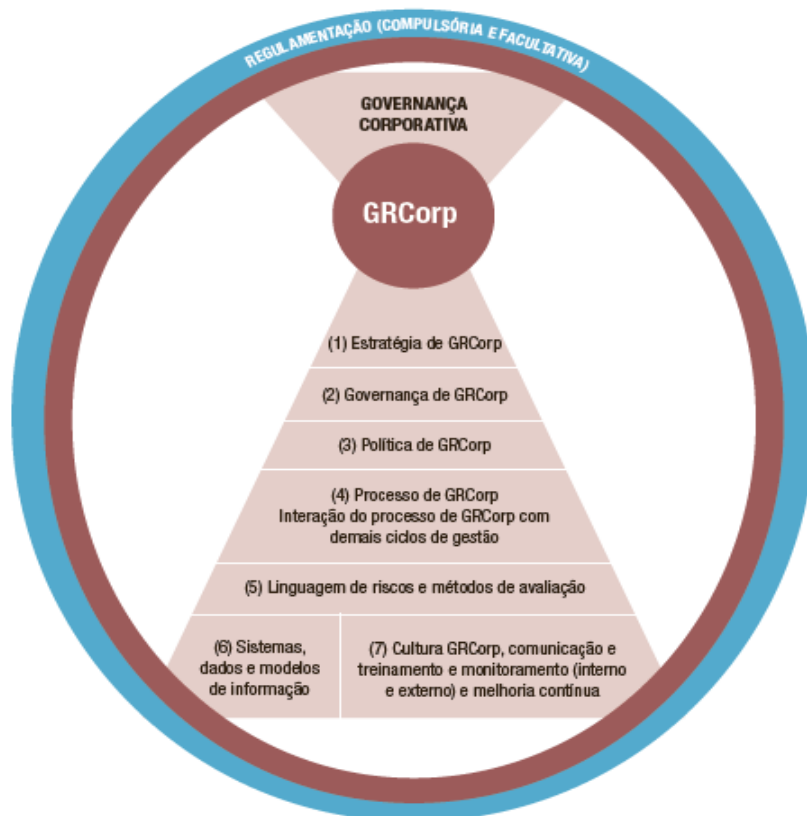 REGULAMENTAÇÃO (COMPULSÓRIA E FACULTATIVA)
GOVERNANÇA
CORPORATIVA
GRCorp
(1) Estratégia de GRCorp
(2) Governança de GRCorp
(3) Política de GRCorp
(4) Processo de GRCorp
Interação do processo de GRCorp com
demais ciclos de gestão
(5) Linguagem de riscos e métodos de avaliação
(6) Sistemas,
dados e modelos
de informação
(7) Cultura GRCorp, comunicação e
treinamento e monitoramento (interno
e externo) e melhoria contínua